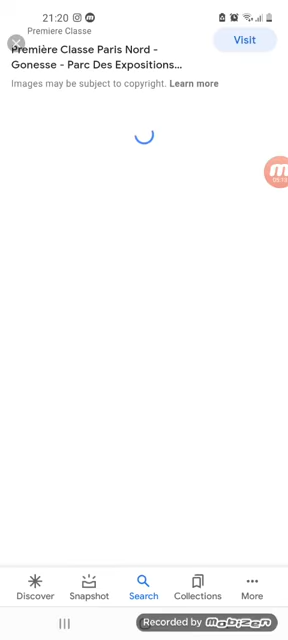 21:20
Premiere Classe
Première Classe Paris Nord -
Gonesse - Parc Des Expositions...
Visit
Images may be subject to copyright. Learn more
Discover
Snapshot
Search
Collections
More
Recorded by mobizen